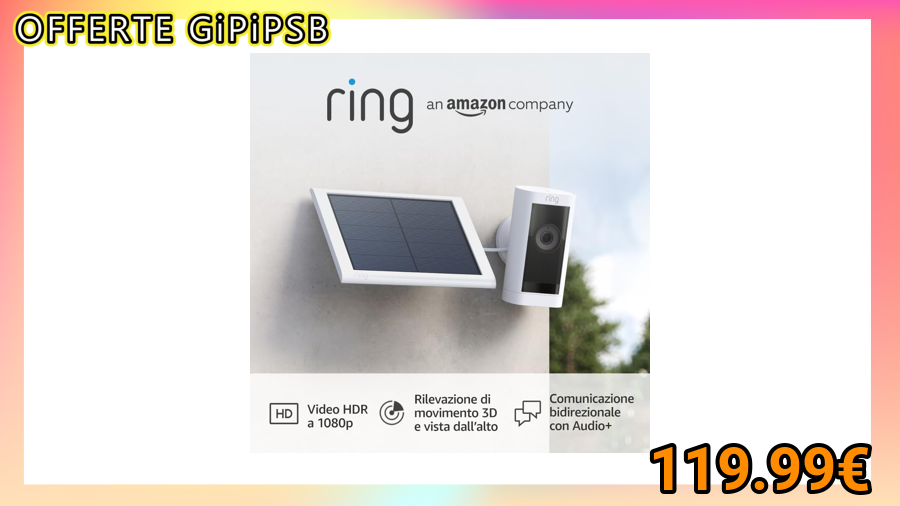 OFFERTE GiPiPSB
ring an amazon company
ring
HD
Video HDR
a 1080p
Rilevazione di
movimento 3D
e vista dall'alto
Comunicazione
bidirezionale
con Audio+
119.99€